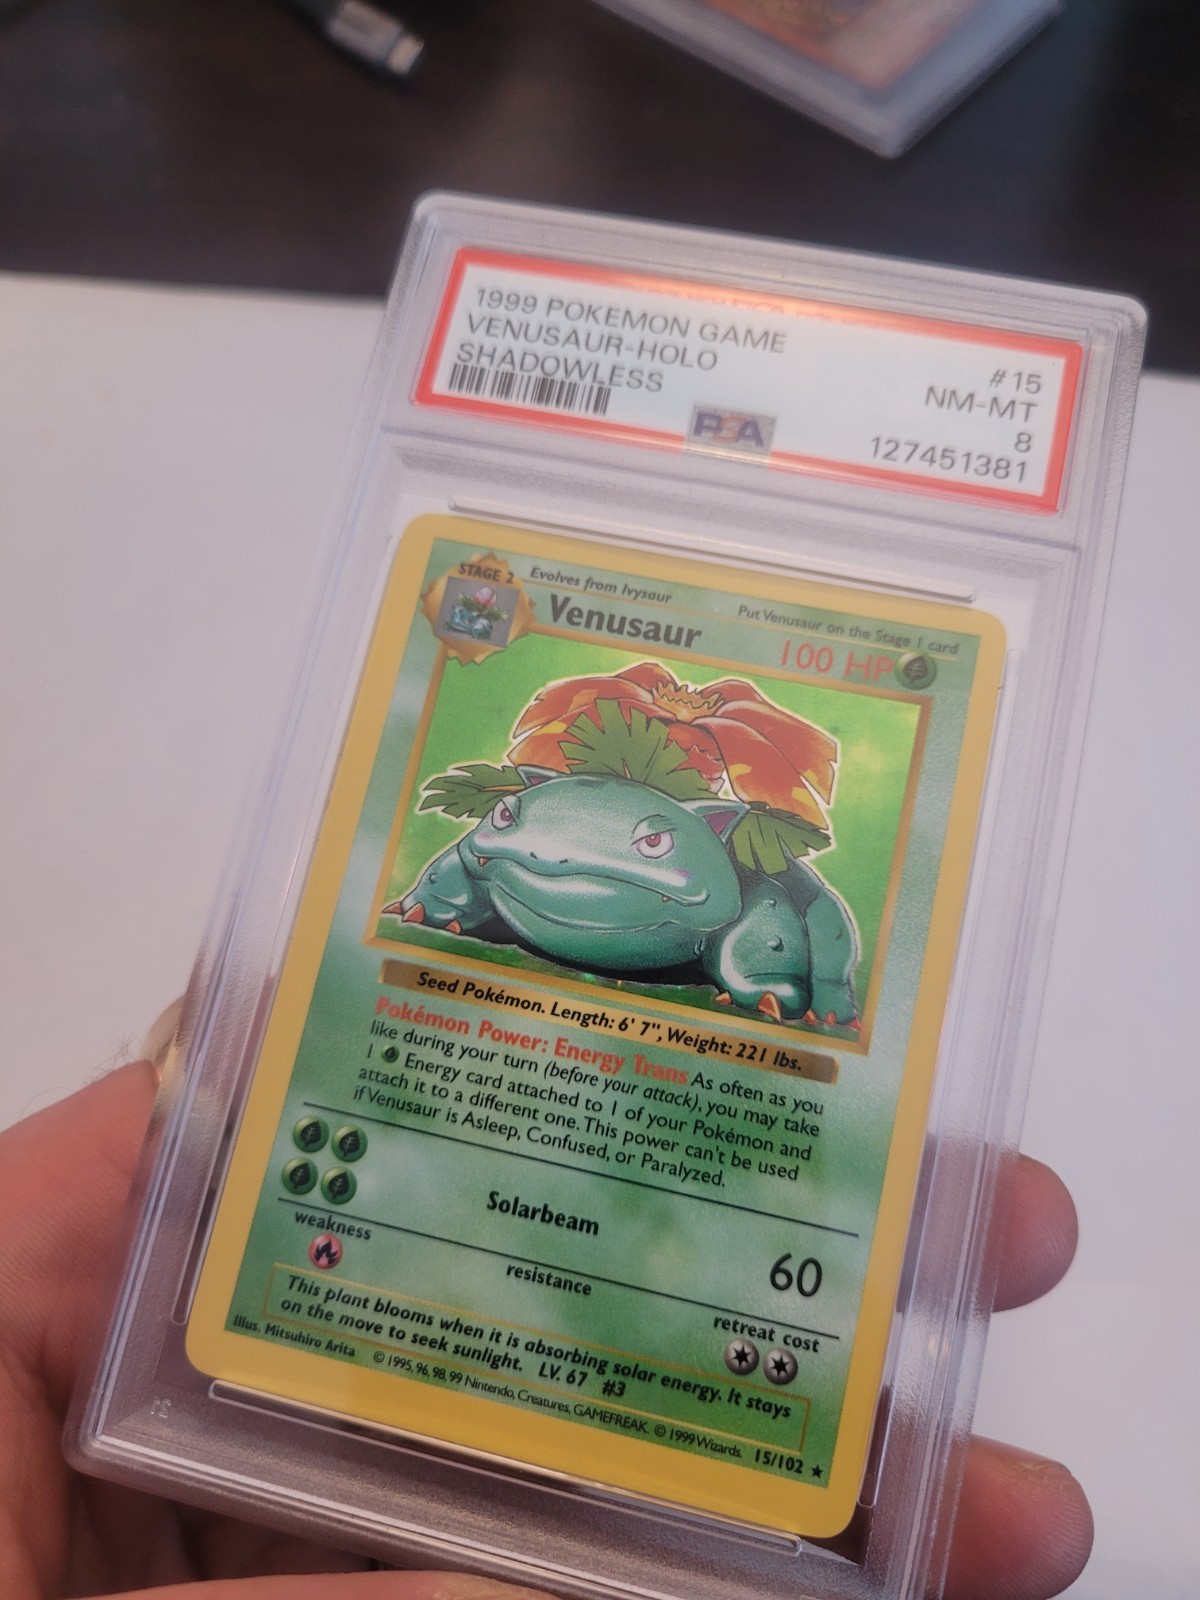 1999 POKEMON GAME
VENUSAUR-HOLO
SHADOWLESS
#15
NM-MT
8
127451381
PSA
STAGE 2
Evolves from Ivysaur
Put Venusaur on the Stage 1 card
Venusaur
100 HP
Seed Pokémon. Length: 6' 7", Weight: 221 lbs.
Pokémon Power: Energy Trans As often as you
like during your turn (before your attack), you may take
1 Energy card attached to 1 of your Pokémon and
attach it to a different one. This power can't be used
if Venusaur is Asleep, Confused, or Paralyzed.
Solarbeam
60
weakness
resistance
retreat cost
This plant blooms when it is absorbing solar energy. It stays
on the move to seek sunlight. LV. 67 #3
Illus. Mitsuhiro Arita
© 1995, 96, 98, 99 Nintendo, Creatures, GAMEFREAK. © 1999 Wizards.
15/102 ★